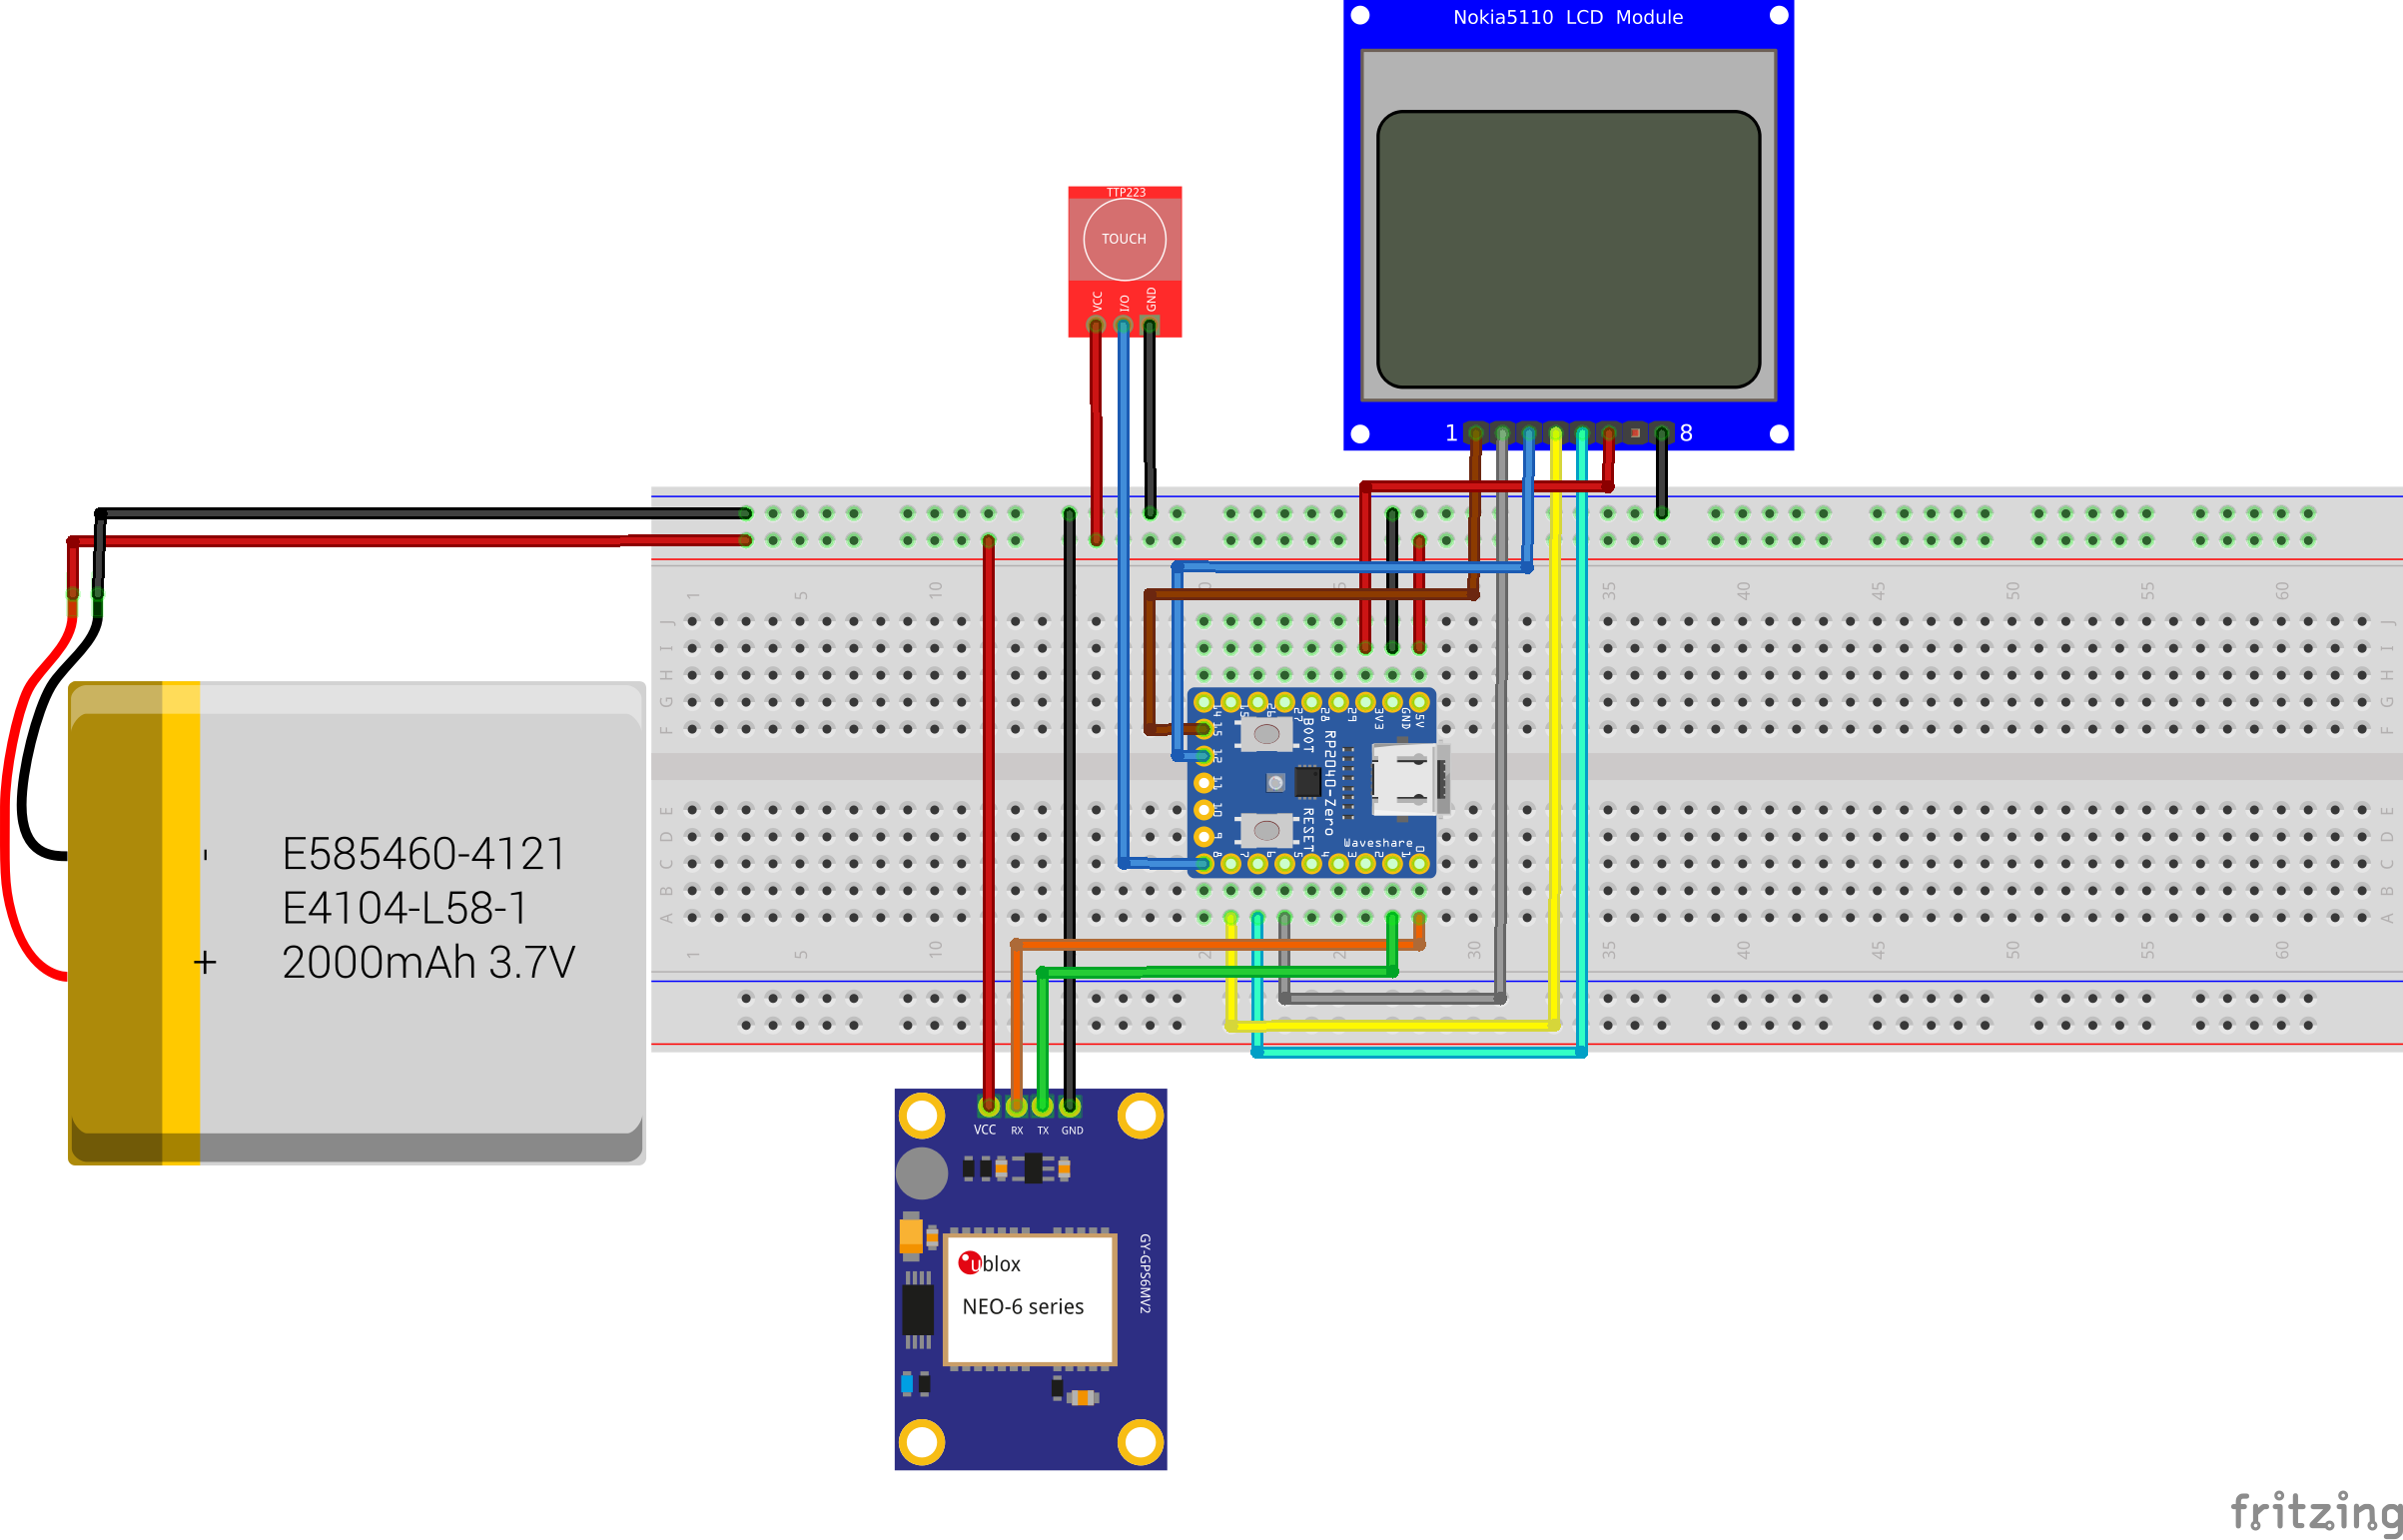 Nokia5110 LCD Module
1 8
TTP223
TOUCH
VCC
I/O
GND
1 5 10 35 40 45 50 55 60
J J
I I
H H
G G
F F
14
15
26
27
28
29
3V3
GND
5V
BOOT
RP2040-Zero
12
11
10
9
8
RESET
Waveshare
6
5
4
3
2
1
0
E E
D D
C C
B B
A A
1 5 10 30 35 40 45 50 55 60
- E585460-4121
E4104-L58-1
+ 2000mAh 3.7V
VCC RX TX GND
ublox
NEO-6 series
GY-GPS6MV2
fritzing